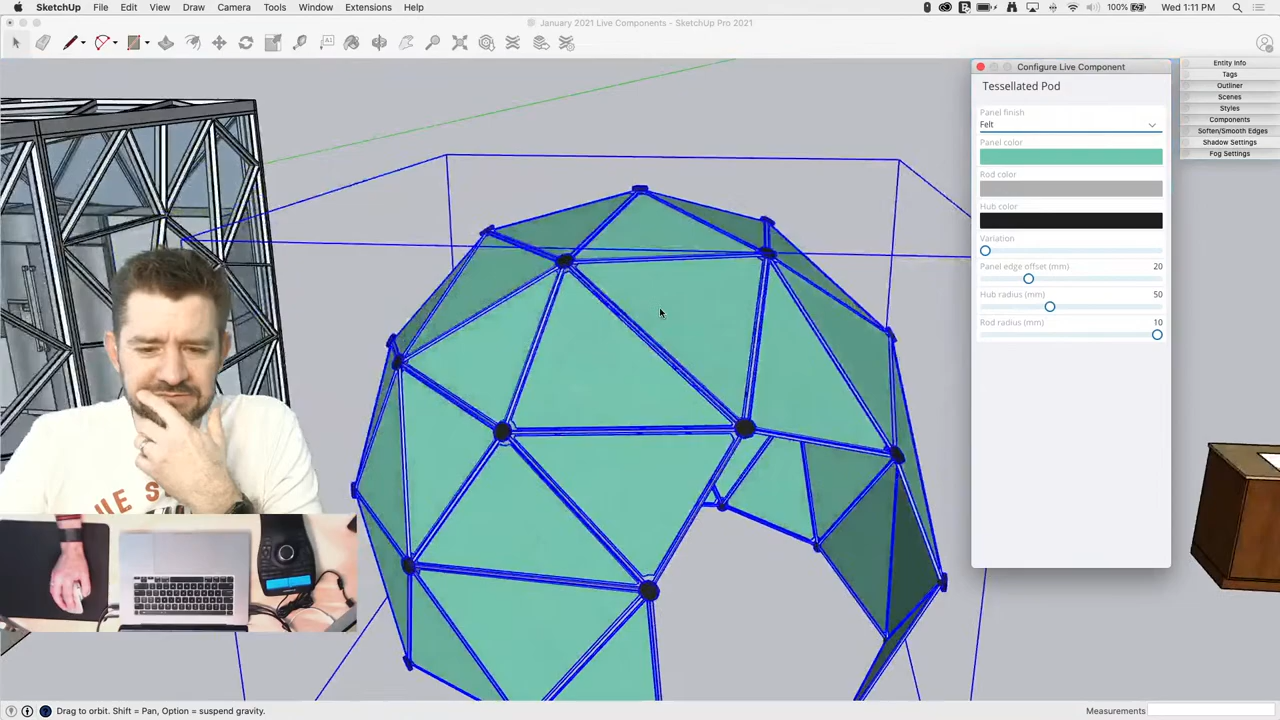 SketchUp File Edit View Draw Camera Tools Window Extensions Help 100% Wed 1:11 PM
January 2021 Live Components - SketchUp Pro 2021
Configure Live Component
Tessellated Pod
Panel finish
Felt
Panel color
Rod color
Hub color
Variation
Panel edge offset (mm) 20
Hub radius (mm) 50
Rod radius (mm) 10
Entity Info
Tags
Outliner
Scenes
Styles
Components
Soften/Smooth Edges
Shadow Settings
Fog Settings
Drag to orbit. Shift = Pan, Option = suspend gravity.
Measurements